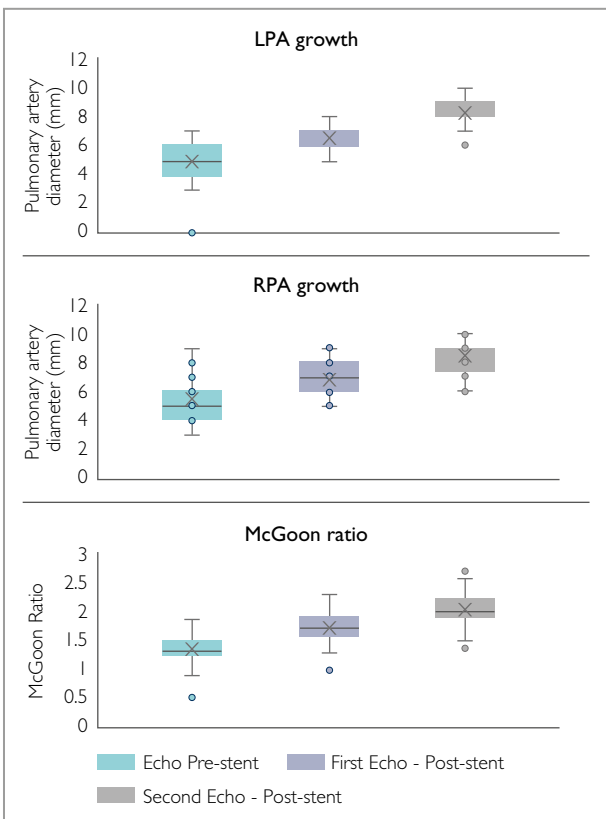 LPA growth
Pulmonary artery
diameter (mm)
12
10
8
6
4
2
0
RPA growth
Pulmonary artery
diameter (mm)
12
10
8
6
4
2
0
McGoon ratio
McGoon Ratio
3
2.5
2
1.5
1
0.5
0
Echo Pre-stent
First Echo - Post-stent
Second Echo - Post-stent